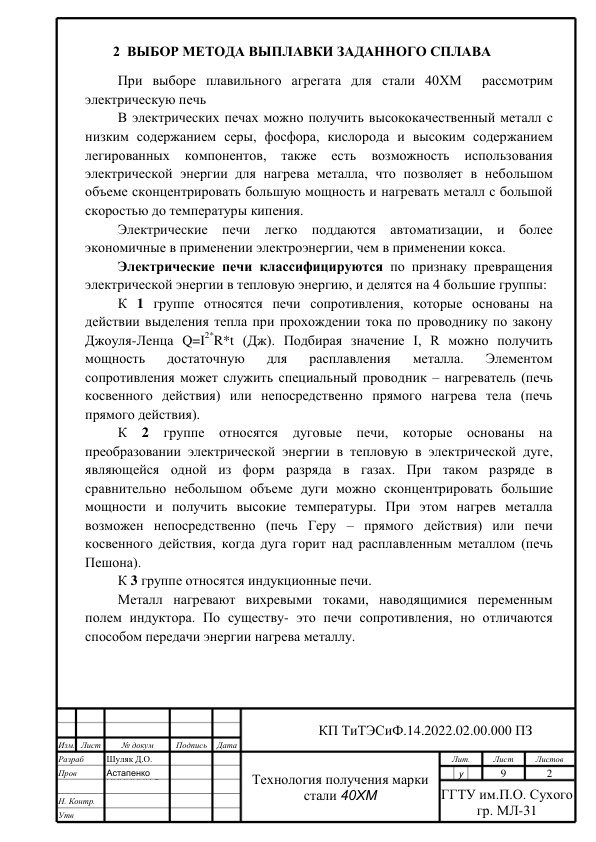 2 ВЫБОР МЕТОДА ВЫПЛАВКИ ЗАДАННОГО СПЛАВА
При выборе плавильного агрегата для стали 40ХМ рассмотрим
электрическую печь
В электрических печах можно получить высококачественный металл с
низким содержанием серы, фосфора, кислорода и высоким содержанием
легированных компонентов, также есть возможность использования
электрической энергии для нагрева металла, что позволяет в небольшом
объеме сконцентрировать большую мощность и нагревать металл с большой
скоростью до температуры кипения.
Электрические печи легко поддаются автоматизации, и более
экономичные в применении электроэнергии, чем в применении кокса.
Электрические печи классифицируются по признаку превращения
электрической энергии в тепловую энергию, и делятся на 4 большие группы:
К 1 группе относятся печи сопротивления, которые основаны на
действии выделения тепла при прохождении тока по проводнику по закону
Джоуля-Ленца Q=I2*R*t (Дж). Подбирая значение I, R можно получить
мощность достаточную для расплавления металла. Элементом
сопротивления может служить специальный проводник – нагреватель (печь
косвенного действия) или непосредственно прямого нагрева тела (печь
прямого действия).
К 2 группе относятся дуговые печи, которые основаны на
преобразовании электрической энергии в тепловую в электрической дуге,
являющейся одной из форм разряда в газах. При таком разряде в
сравнительно небольшом объеме дуги можно сконцентрировать большие
мощности и получить высокие температуры. При этом нагрев металла
возможен непосредственно (печь Геру – прямого действия) или печи
косвенного действия, когда дуга горит над расплавленным металлом (печь
Пешона).
К 3 группе относятся индукционные печи.
Металл нагревают вихревыми токами, наводящимися переменным
полем индуктора. По существу- это печи сопротивления, но отличаются
способом передачи энергии нагрева металлу.
КП ТиТЭСиФ.14.2022.02.00.000 ПЗ
Изм. Лист № докум Подпись Дата
Разраб Шуляк Д.О.
Пров Астапенко
Н. Контр.
Утв
Технология получения марки
стали 40ХМ
Лит. Лист Листов
у 9 2
ГГТУ им.П.О. Сухого
гр. МЛ-31